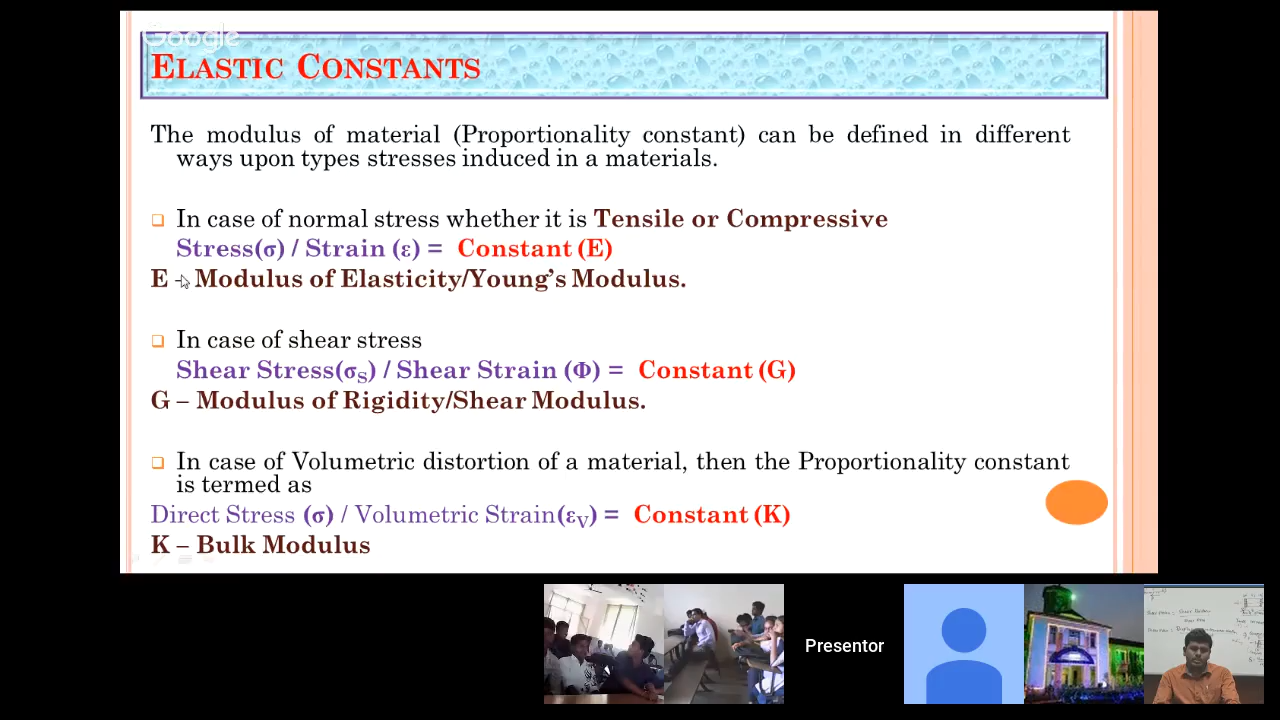 Google
ELASTIC CONSTANTS
The modulus of material (Proportionality constant) can be defined in different
ways upon types stresses induced in a materials.
In case of normal stress whether it is Tensile or Compressive
Stress(σ) / Strain (ε) = Constant (E)
E – Modulus of Elasticity/Young's Modulus.
In case of shear stress
Shear Stress(σS) / Shear Strain (Φ) = Constant (G)
G – Modulus of Rigidity/Shear Modulus.
In case of Volumetric distortion of a material, then the Proportionality constant
is termed as
Direct Stress (σ) / Volumetric Strain(εV) = Constant (K)
K – Bulk Modulus
Presentor